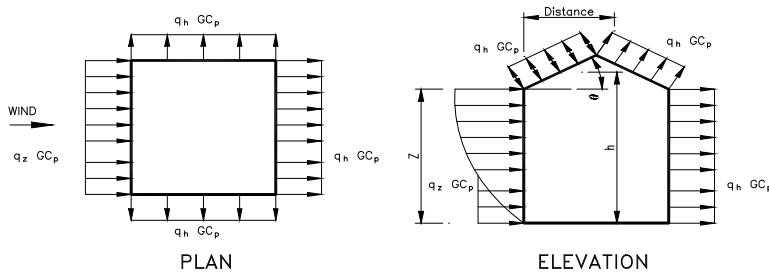 q_h GC_p
WIND
q_z GC_p
q_h GC_p
q_h GC_p
PLAN
Distance
q_h GC_p
q_h GC_p
θ
Z
h
q_z GC_p
q_h GC_p
ELEVATION